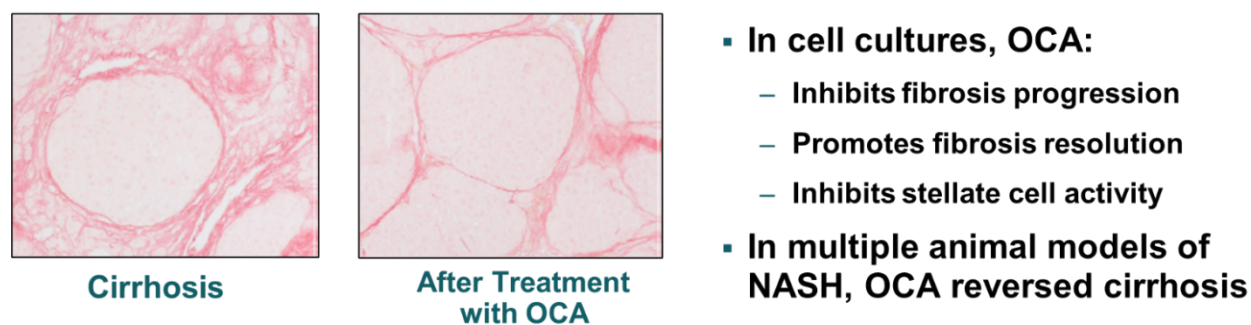 Cirrhosis
After Treatment
with OCA
▪ In cell cultures, OCA:
– Inhibits fibrosis progression
– Promotes fibrosis resolution
– Inhibits stellate cell activity
▪ In multiple animal models of
NASH, OCA reversed cirrhosis